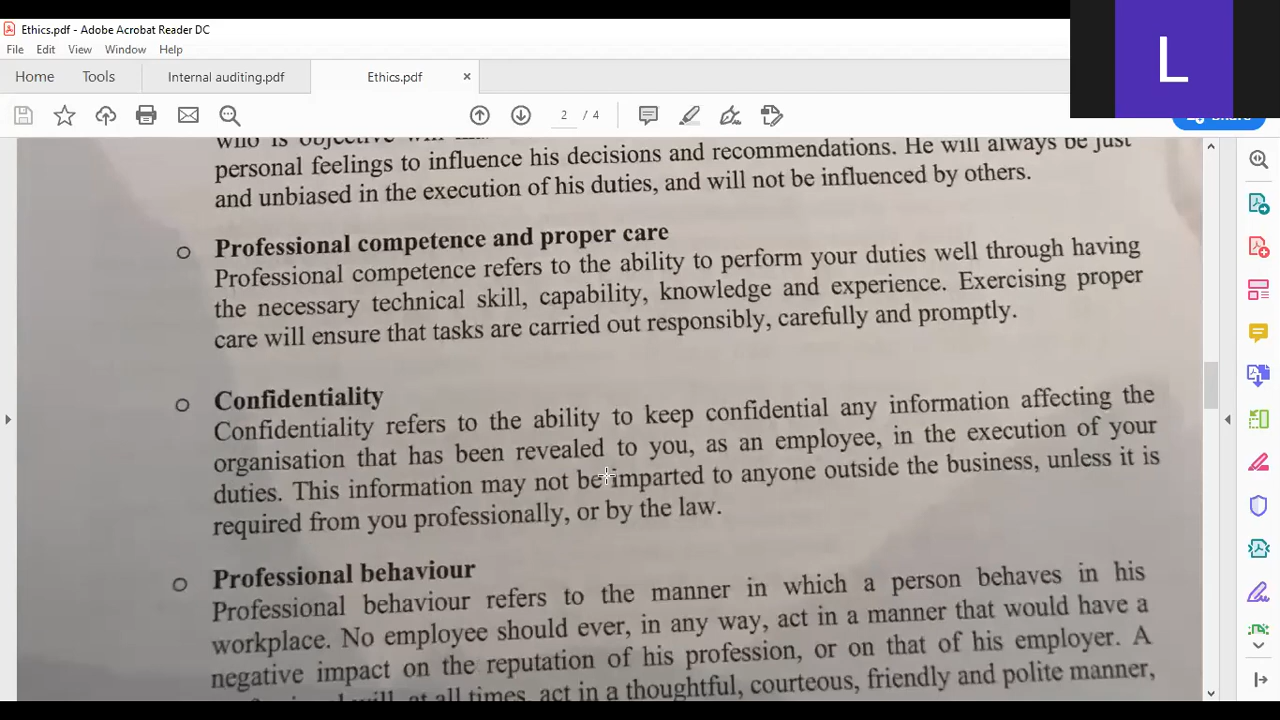 Ethics.pdf - Adobe Acrobat Reader DC
File Edit View Window Help
Home Tools Internal auditing.pdf Ethics.pdf ×
2 / 4
L
personal feelings to influence his decisions and recommendations. He will always be just
and unbiased in the execution of his duties, and will not be influenced by others.
Professional competence and proper care
Professional competence refers to the ability to perform your duties well through having
the necessary technical skill, capability, knowledge and experience. Exercising proper
care will ensure that tasks are carried out responsibly, carefully and promptly.
Confidentiality
Confidentiality refers to the ability to keep confidential any information affecting the
organisation that has been revealed to you, as an employee, in the execution of your
duties. This information may not be imparted to anyone outside the business, unless it is
required from you professionally, or by the law.
Professional behaviour
Professional behaviour refers to the manner in which a person behaves in his
workplace. No employee should ever, in any way, act in a manner that would have a
negative impact on the reputation of his profession, or on that of his employer. A
will, at all times, act in a thoughtful, courteous, friendly and polite manner,